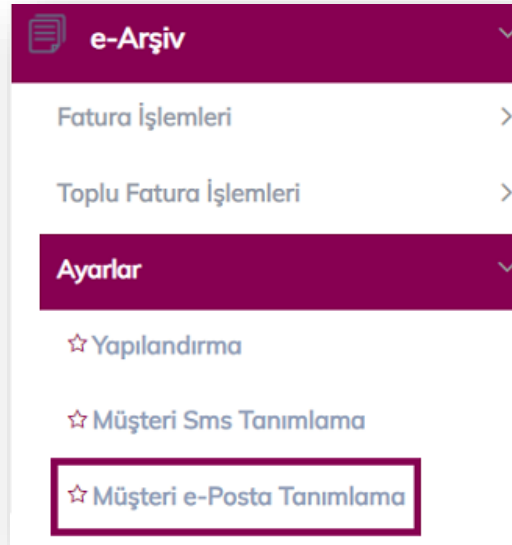 e-Arşiv
Fatura İşlemleri
Toplu Fatura İşlemleri
Ayarlar
Yapılandırma
Müşteri Sms Tanımlama
Müşteri e-Posta Tanımlama